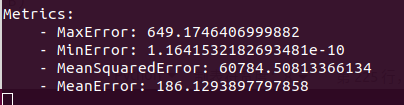 Metrics:
- MaxError: 649.1746406999882
- MinError: 1.1641532182693481e-10
- MeanSquaredError: 60784.50813366134
- MeanError: 186.1293897797858